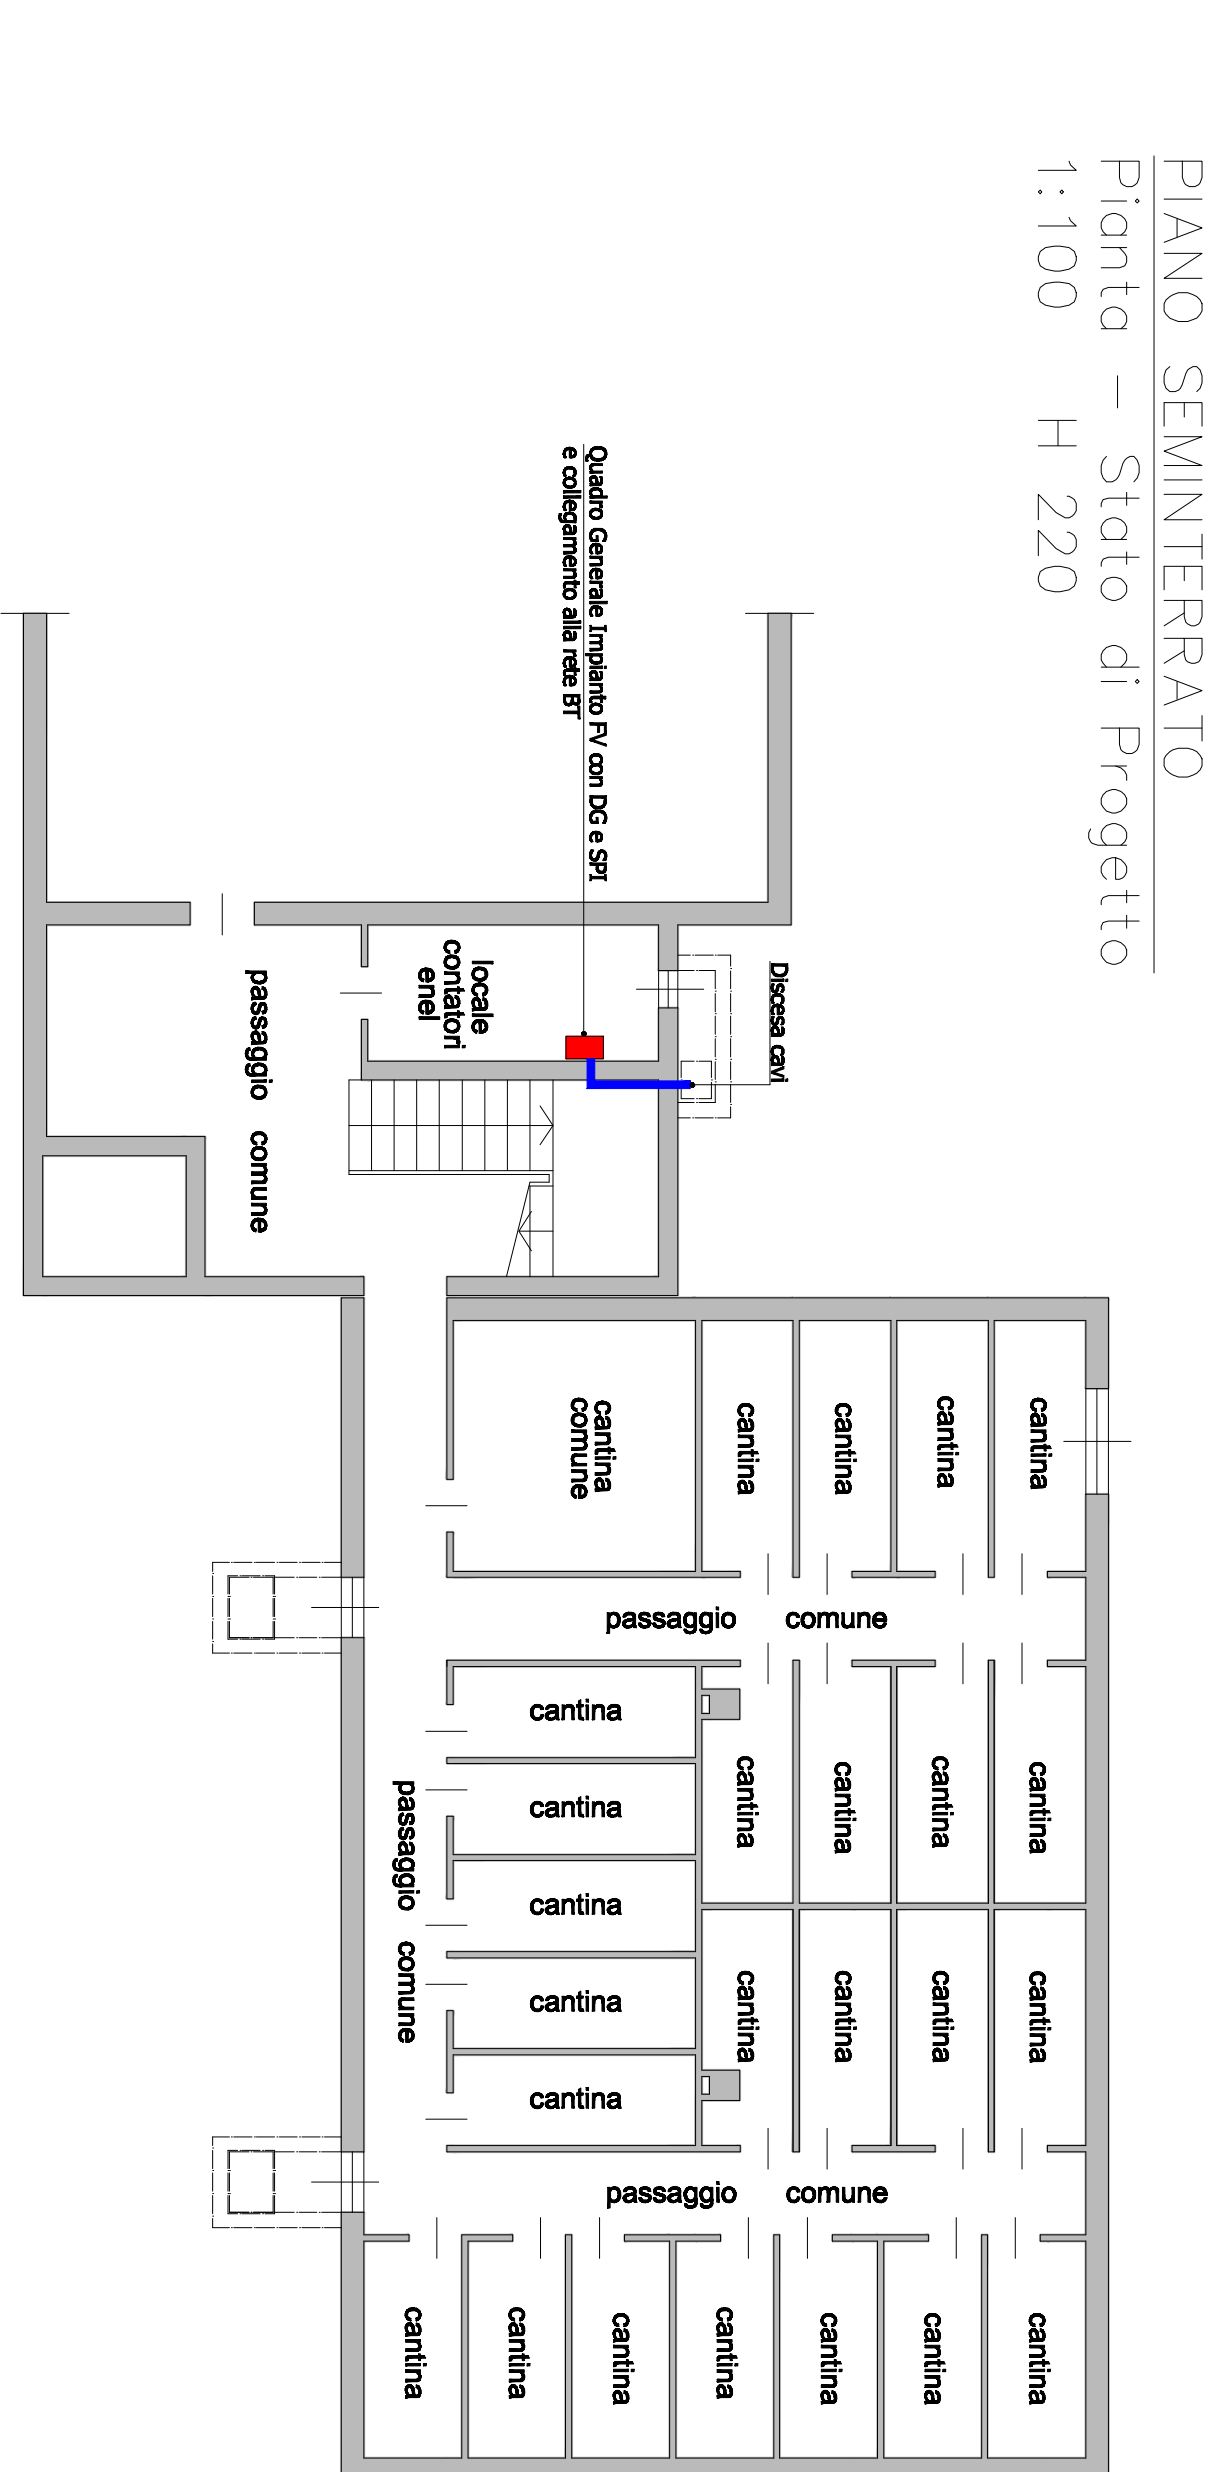 PIANO SEMINTERRATO
Pianta - Stato di Progetto
1:100 H 220
Discesa cavi
Quadro Generale Impianto FV con DG e SPI
e collegamento alla rete BT
locale
contatori
enel
passaggio comune
cantina
cantina
cantina
cantina
cantina
comune
passaggio comune
cantina
cantina
cantina
cantina
cantina
cantina
cantina
cantina
cantina
passaggio comune
cantina
cantina
cantina
cantina
passaggio comune
cantina
cantina
cantina
cantina
cantina
cantina
cantina